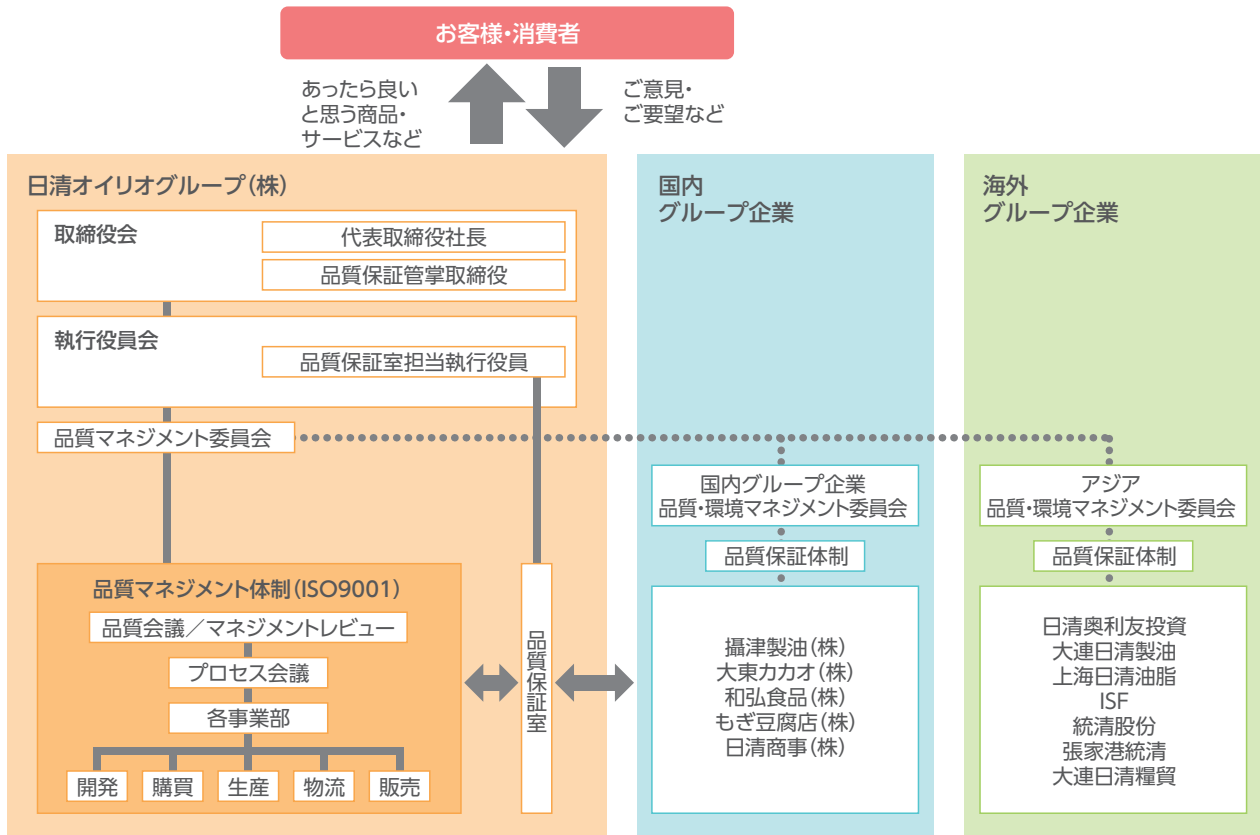 お客様・消費者
あったら良い
と思う商品・
サービスなど
ご意見・
ご要望など
日清オイリオグループ(株)
取締役会
代表取締役社長
品質保証管掌取締役
執行役員会
品質保証室担当執行役員
品質マネジメント委員会
品質マネジメント体制(ISO9001)
品質会議／マネジメントレビュー
プロセス会議
各事業部
開発
購買
生産
物流
販売
品質保証室
国内
グループ企業
国内グループ企業
品質・環境マネジメント委員会
品質保証体制
攝津製油(株)
大東カカオ(株)
和弘食品(株)
もぎ豆腐店(株)
日清商事(株)
海外
グループ企業
アジア
品質・環境マネジメント委員会
品質保証体制
日清奥利友投資
大連日清製油
上海日清油脂
ISF
統清股份
張家港統清
大連日清糧貿